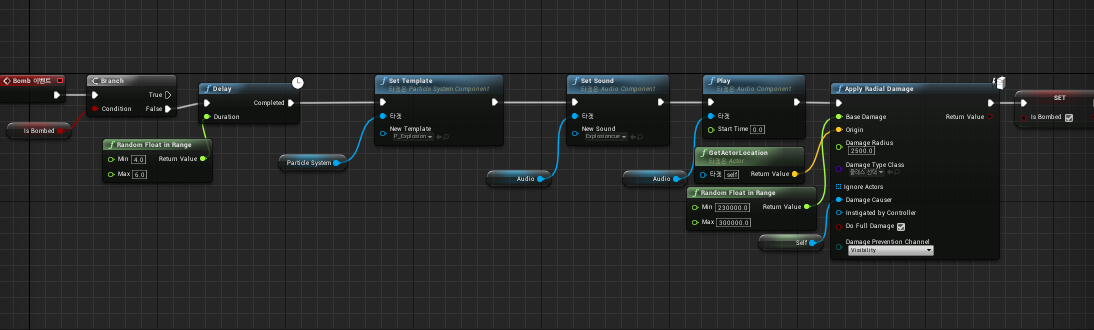 Bomb 이벤트
Is Bombed
Branch
True
Condition
False
Random Float in Range
Min 4.0
Return Value
Max 6.0
Delay
Completed
Duration
Set Template
타겟은 Particle System Component
타겟
New Template
P_Explosion
Particle System
Set Sound
타겟은 Audio Component
타겟
New Sound
Explosioncue
Audio
Play
타겟은 Audio Component
타겟
Start Time 0.0
Audio
GetActorLocation
타겟은 Actor
타겟 self
Return Value
Random Float in Range
Min 230000.0
Return Value
Max 300000.0
Self
Apply Radial Damage
Return Value
Base Damage
Origin
Damage Radius
2500.0
Damage Type Class
클래스 선택
Ignore Actors
Damage Causer
Instigated by Controller
Do Full Damage
Damage Prevention Channel
Visibility
SET
Is Bombed